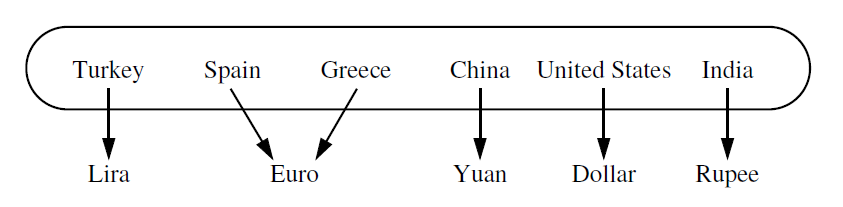 Turkey Spain Greece China United States India
Lira Euro Yuan Dollar Rupee